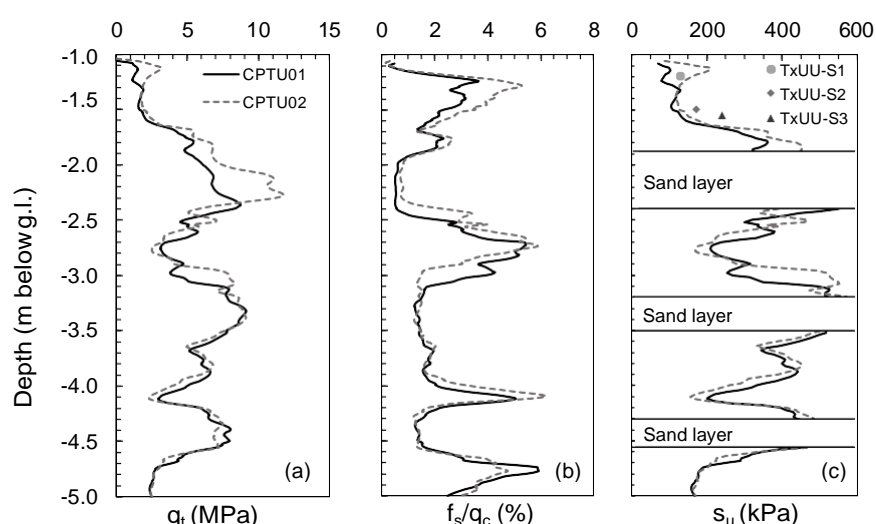 0 5 10 15
0 2 4 6 8
0 200 400 600
Depth (m below g.l.)
-1.0
-1.5
-2.0
-2.5
-3.0
-3.5
-4.0
-4.5
-5.0
CPTU01
CPTU02
(a)
(b)
TxUU-S1
TxUU-S2
TxUU-S3
Sand layer
Sand layer
Sand layer
(c)
qt (MPa)
fs/qc (%)
su (kPa)